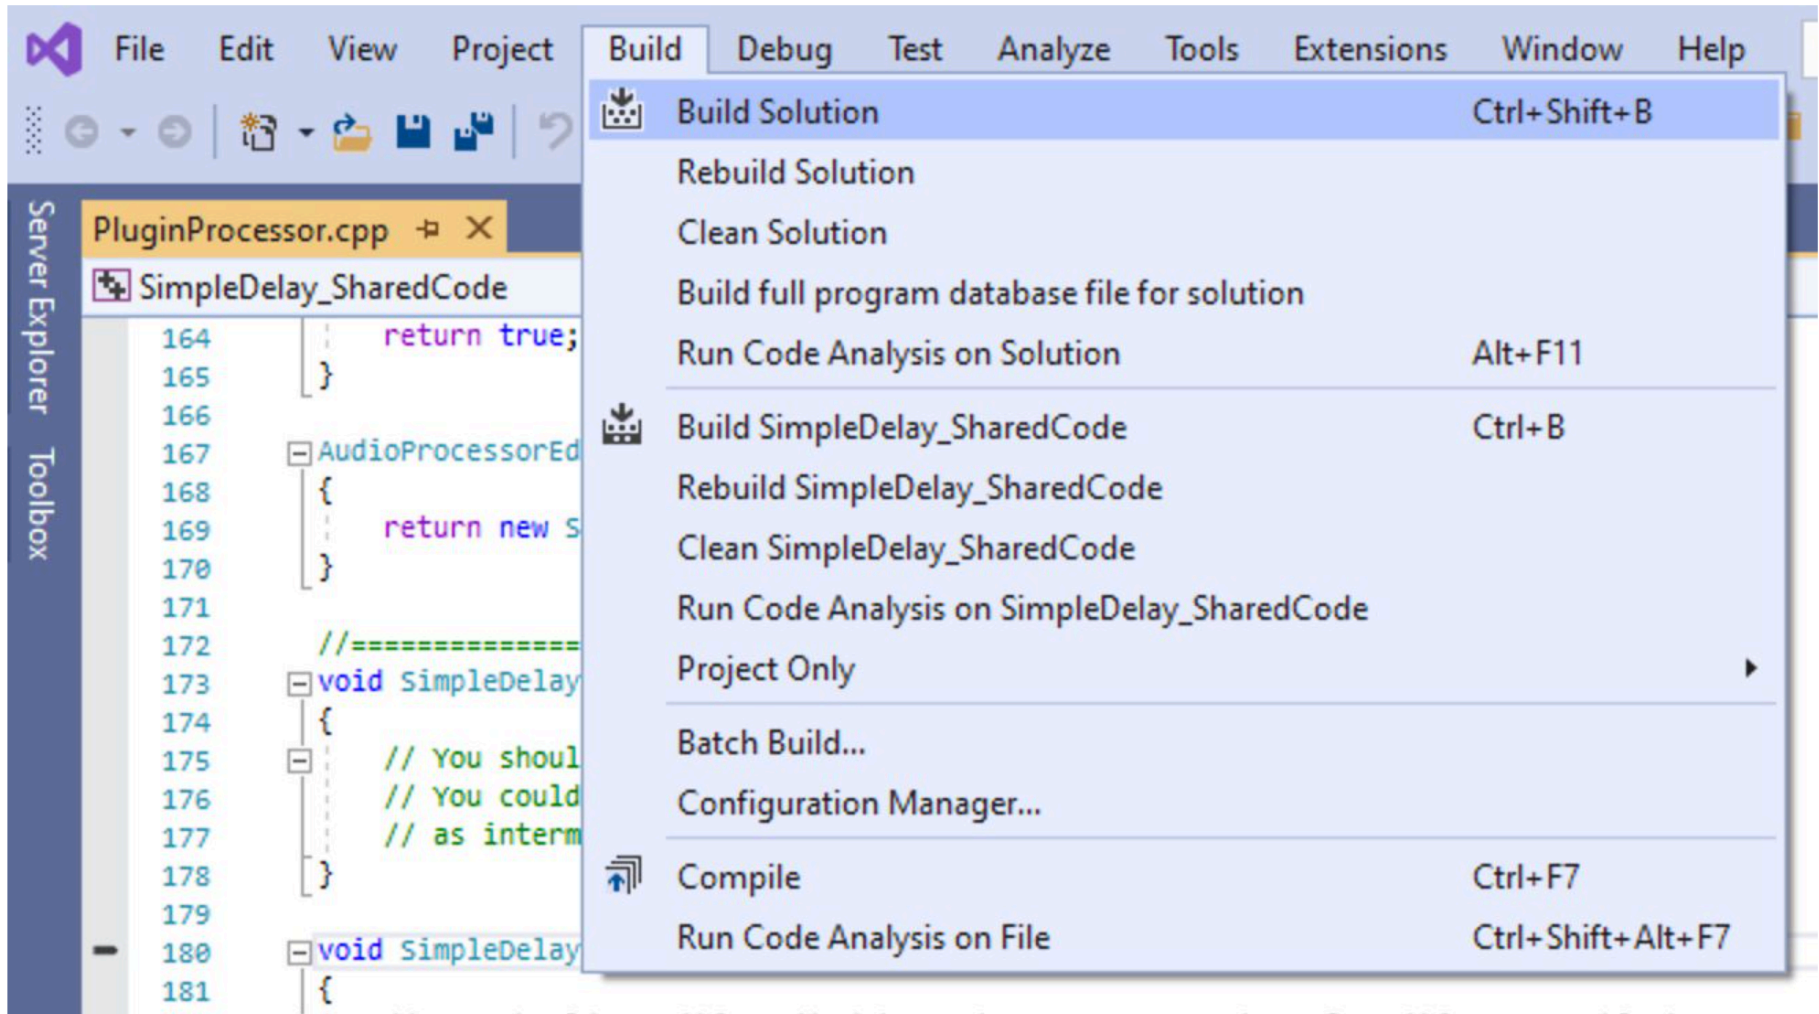 File Edit View Project Build Debug Test Analyze Tools Extensions Window Help
Build Solution Ctrl+Shift+B
Rebuild Solution
Clean Solution
Build full program database file for solution
Run Code Analysis on Solution Alt+F11
Build SimpleDelay_SharedCode Ctrl+B
Rebuild SimpleDelay_SharedCode
Clean SimpleDelay_SharedCode
Run Code Analysis on SimpleDelay_SharedCode
Project Only
Batch Build...
Configuration Manager...
Compile Ctrl+F7
Run Code Analysis on File Ctrl+Shift+Alt+F7
Server Explorer
Toolbox
PluginProcessor.cpp
SimpleDelay_SharedCode
164 return true;
165 }
166
167 AudioProcessorEd
168 {
169 return new S
170 }
171
172 //==============
173 void SimpleDelay
174 {
175 // You shoul
176 // You could
177 // as interm
178 }
179
180 void SimpleDelay
181 {